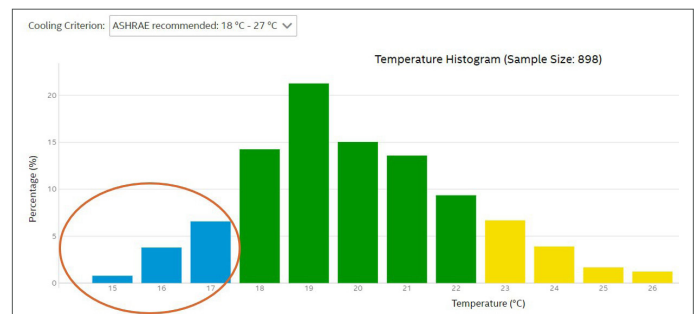 Cooling Criterion: ASHRAE recommended: 18 °C - 27 °C
Temperature Histogram (Sample Size: 898)
Percentage (%)
20
15
10
5
0
15 16 17 18 19 20 21 22 23 24 25 26
Temperature (°C)